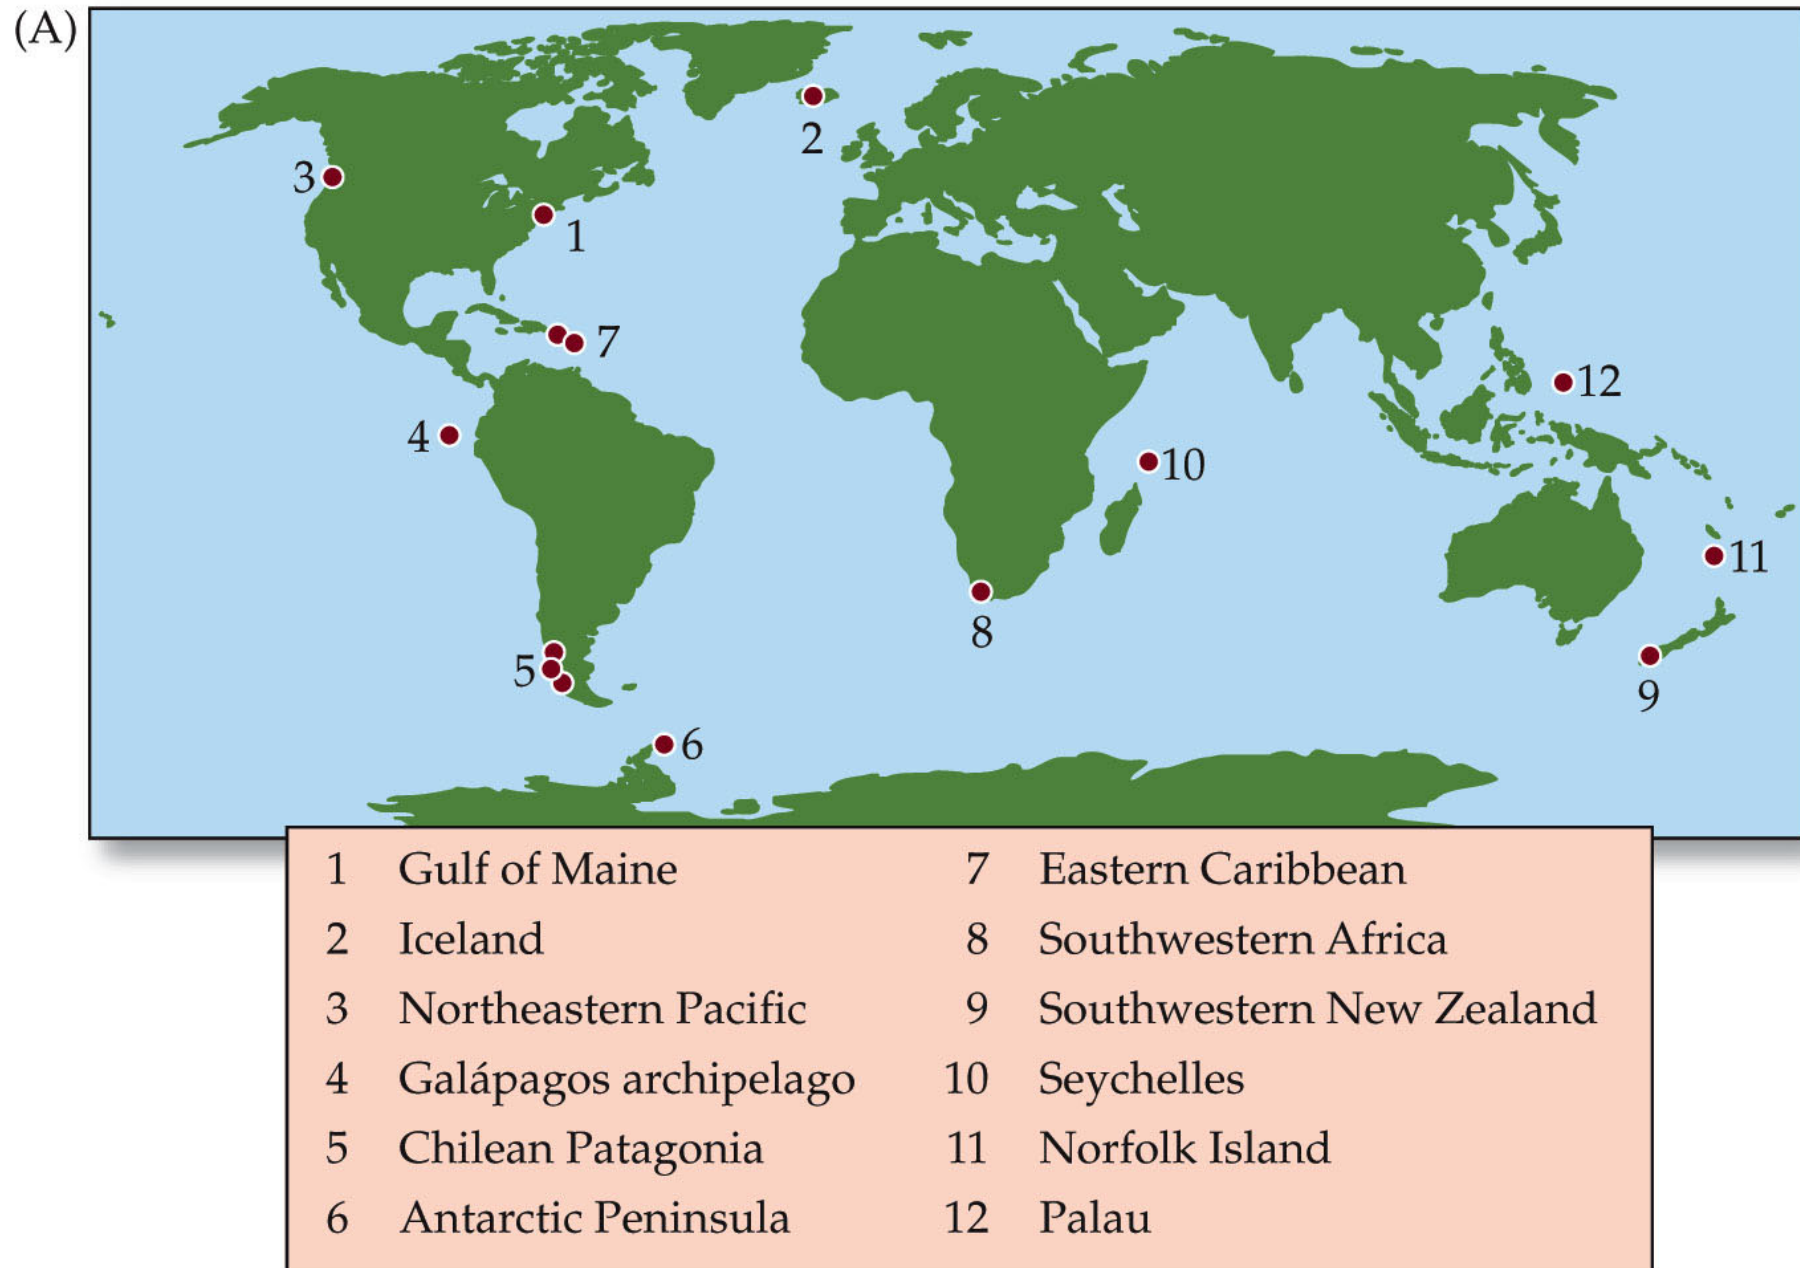 (A)
2
3
1
7
12
4
10
11
8
5
9
6
1 Gulf of Maine
2 Iceland
3 Northeastern Pacific
4 Galápagos archipelago
5 Chilean Patagonia
6 Antarctic Peninsula
7 Eastern Caribbean
8 Southwestern Africa
9 Southwestern New Zealand
10 Seychelles
11 Norfolk Island
12 Palau